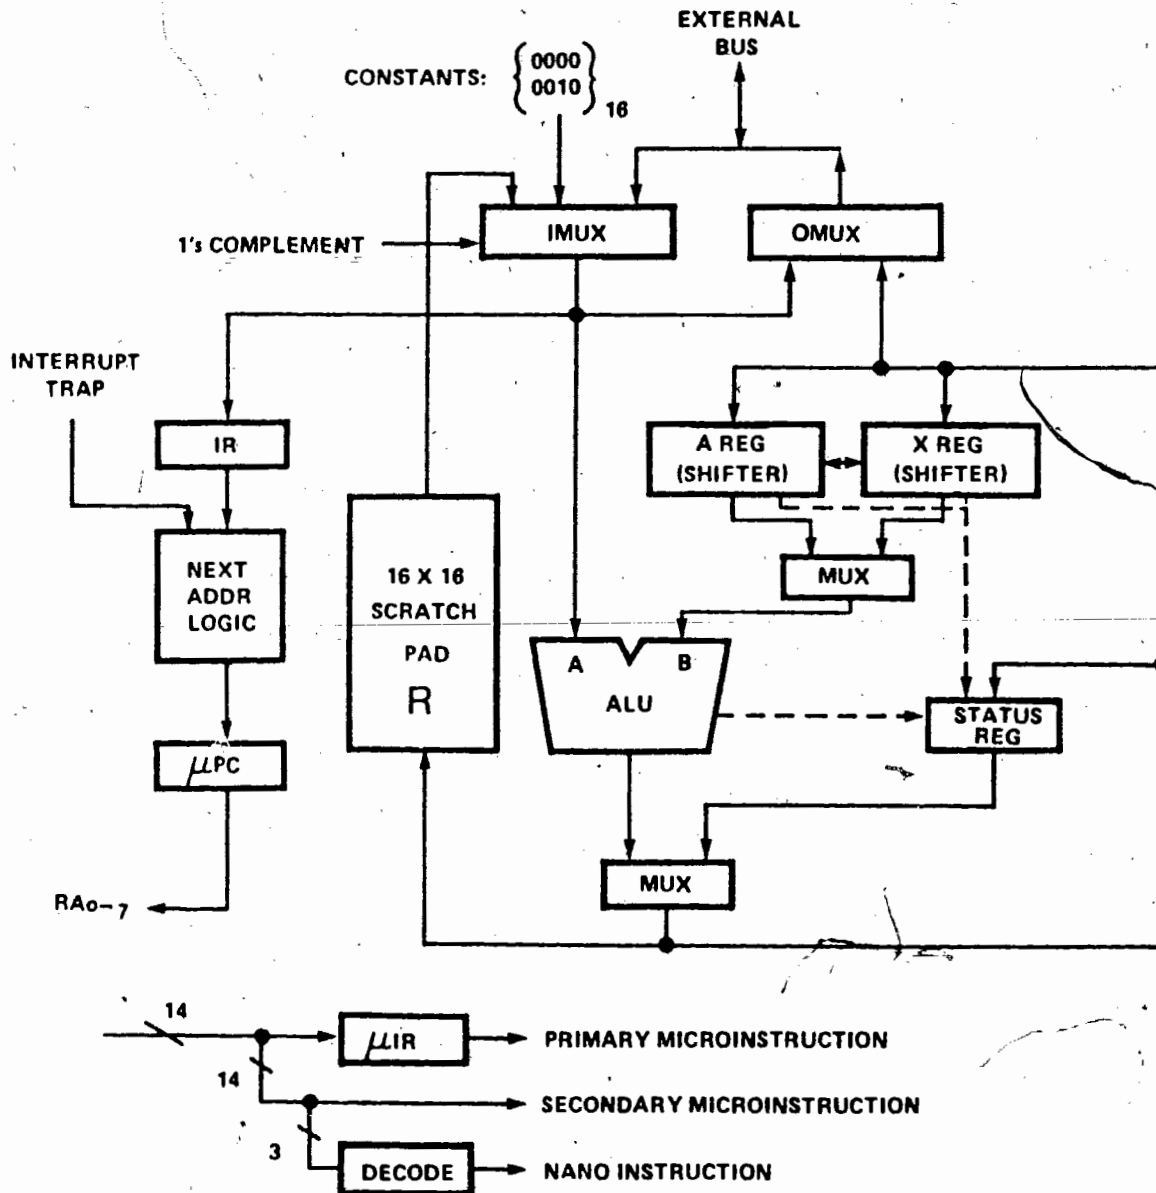 EXTERNAL
BUS
CONSTANTS:
0000
0010
16
IMUX
OMUX
1's COMPLEMENT
INTERRUPT
TRAP
IR
A REG
(SHIFTER)
X REG
(SHIFTER)
NEXT
ADDR
LOGIC
16 X 16
SCRATCH
PAD
R
MUX
A
B
ALU
STATUS
REG
μPC
MUX
RAo-7
14
μIR
PRIMARY MICROINSTRUCTION
14
SECONDARY MICROINSTRUCTION
3
DECODE
NANO INSTRUCTION